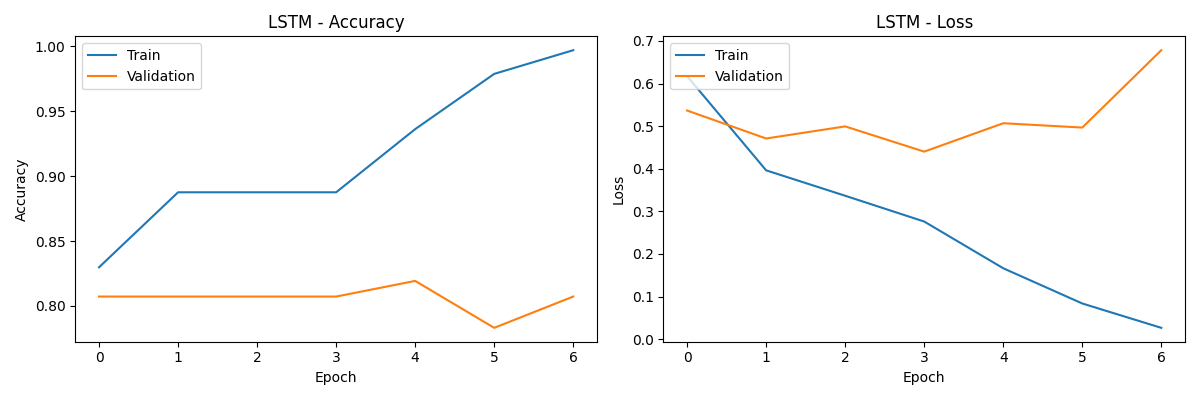 LSTM - Accuracy
Train
Validation
1.00
0.95
0.90
0.85
0.80
Accuracy
0 1 2 3 4 5 6
Epoch
LSTM - Loss
Train
Validation
0.7
0.6
0.5
0.4
0.3
0.2
0.1
0.0
Loss
0 1 2 3 4 5 6
Epoch